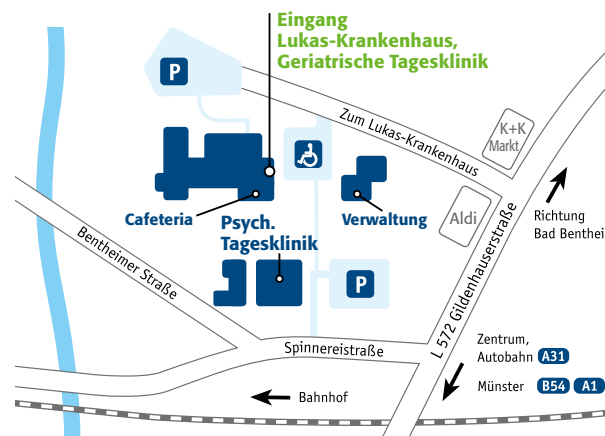 Eingang
Lukas-Krankenhaus,
Geriatrische Tagesklinik
P
Zum Lukas-Krankenhaus
K+K
Markt
Cafeteria
Psych.
Tagesklinik
Verwaltung
Aldi
Richtung
Bad Benthei
Bentheimer Straße
P
L 572 Gildenhauserstraße
Spinnereistraße
Zentrum,
Autobahn A31
Münster B54 A1
Bahnhof